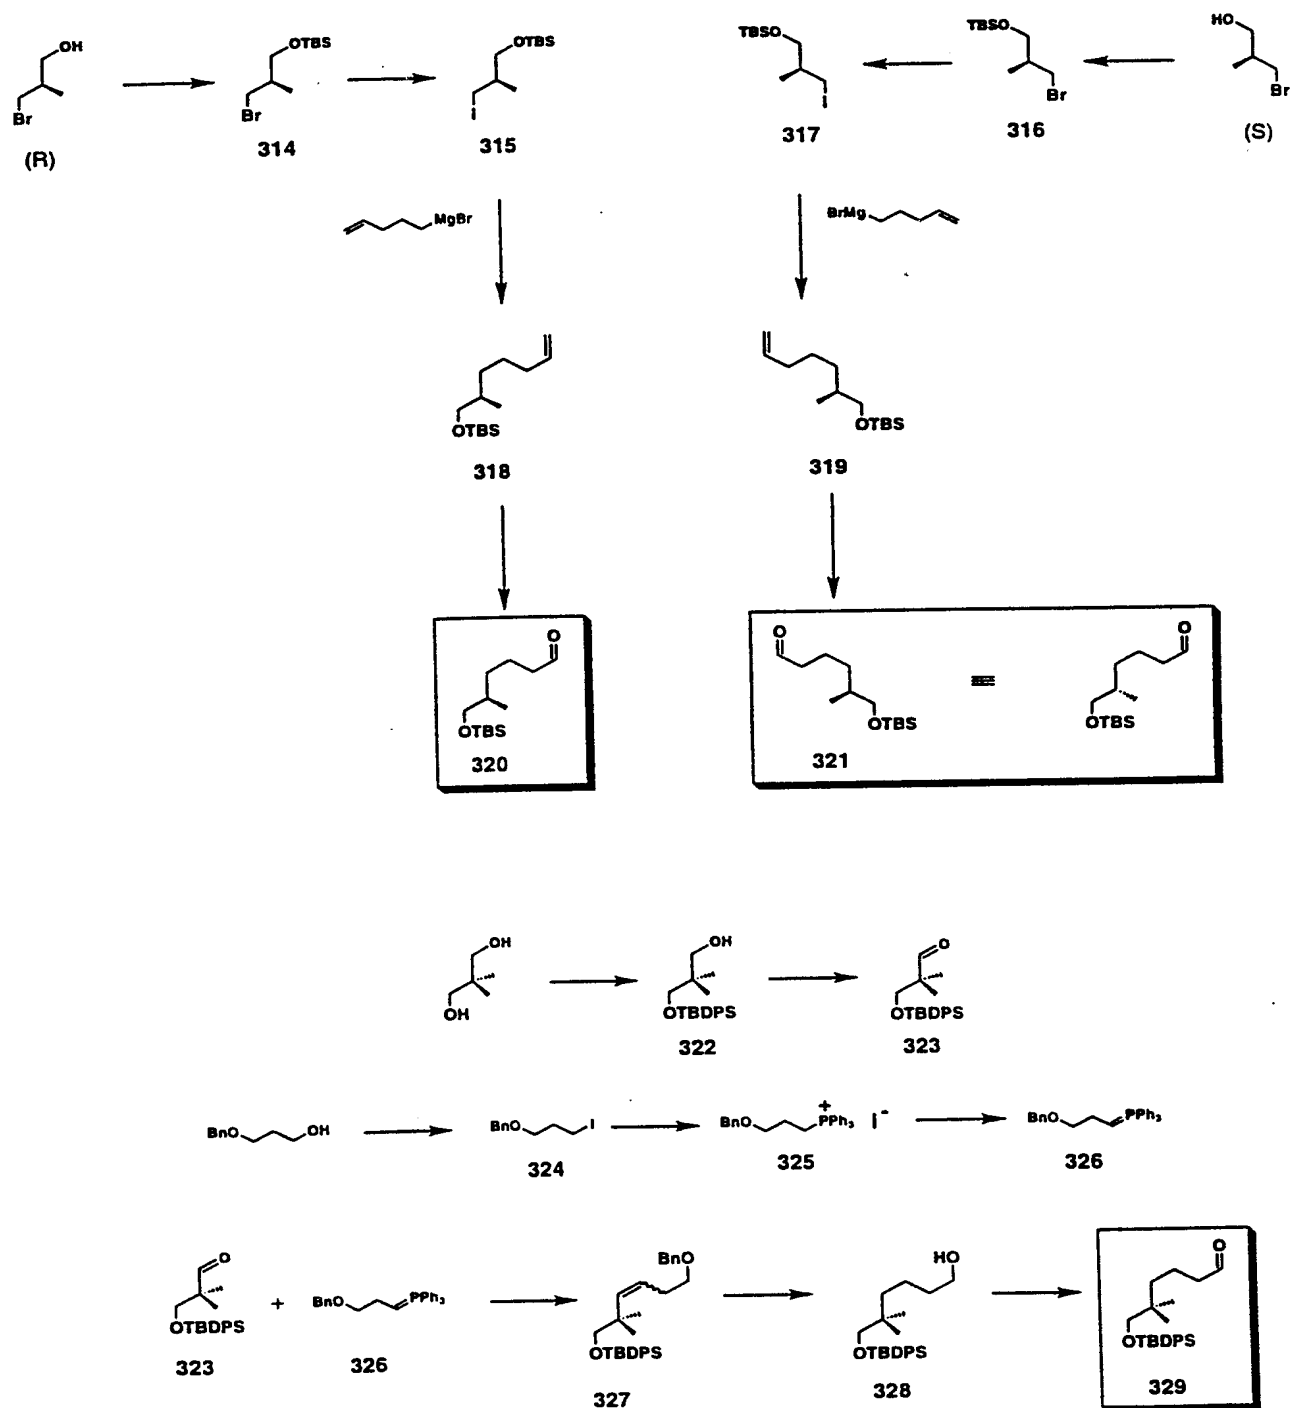 OH
Br
(R)
OTBS
Br
314
OTBS
i
315
TBSO
i
317
TBSO
Br
316
HO
Br
(S)
MgBr
BrMg
OTBS
318
OTBS
319
O
OTBS
320
O
OTBS
321
O
OTBS
OH
OH
OH
OTBDPS
322
O
OTBDPS
323
BnO
OH
BnO
I
324
BnO
+
PPh3
i-
325
BnO
PPh3
326
O
OTBDPS
323
+
BnO
PPh3
326
BnO
OTBDPS
327
HO
OTBDPS
328
O
OTBDPS
329